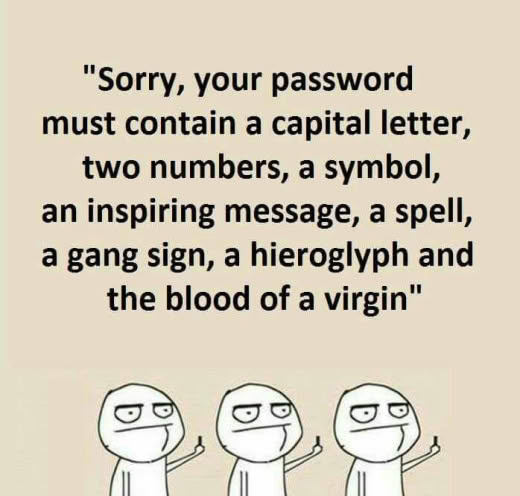 "Sorry, your password
must contain a capital letter,
two numbers, a symbol,
an inspiring message, a spell,
a gang sign, a hieroglyph and
the blood of a virgin"